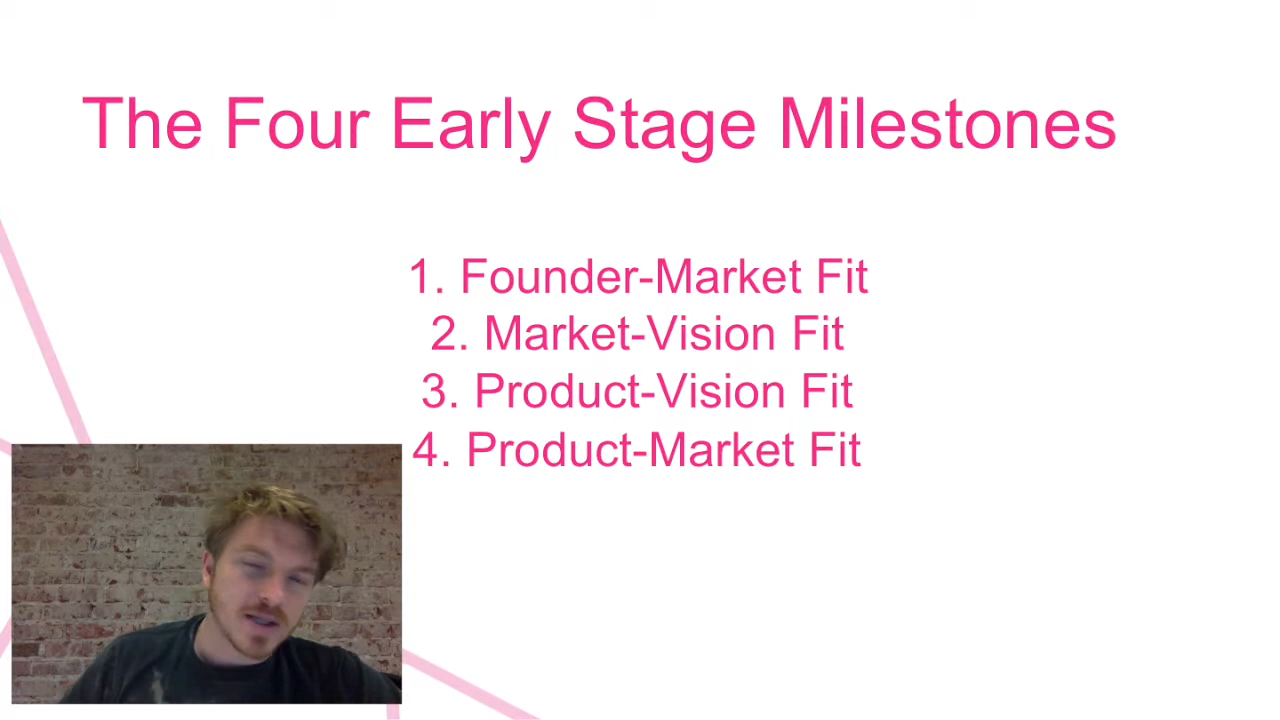 The Four Early Stage Milestones
1. Founder-Market Fit
2. Market-Vision Fit
3. Product-Vision Fit
4. Product-Market Fit